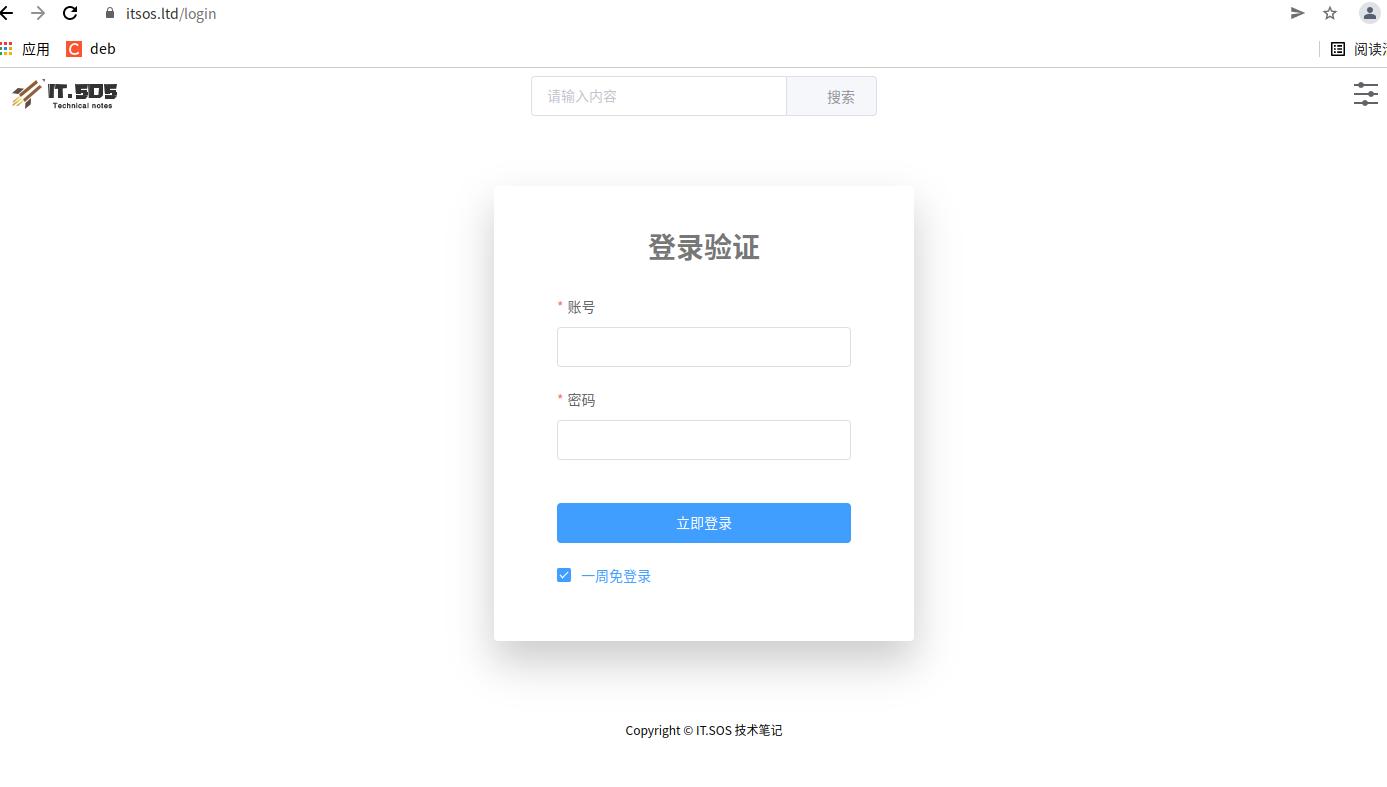 itsos.ltd/login
应用
deb
阅读
IT.SOS
Technical notes
请输入内容
搜索
登录验证
* 账号
* 密码
立即登录
一周免登录
Copyright © IT.SOS 技术笔记